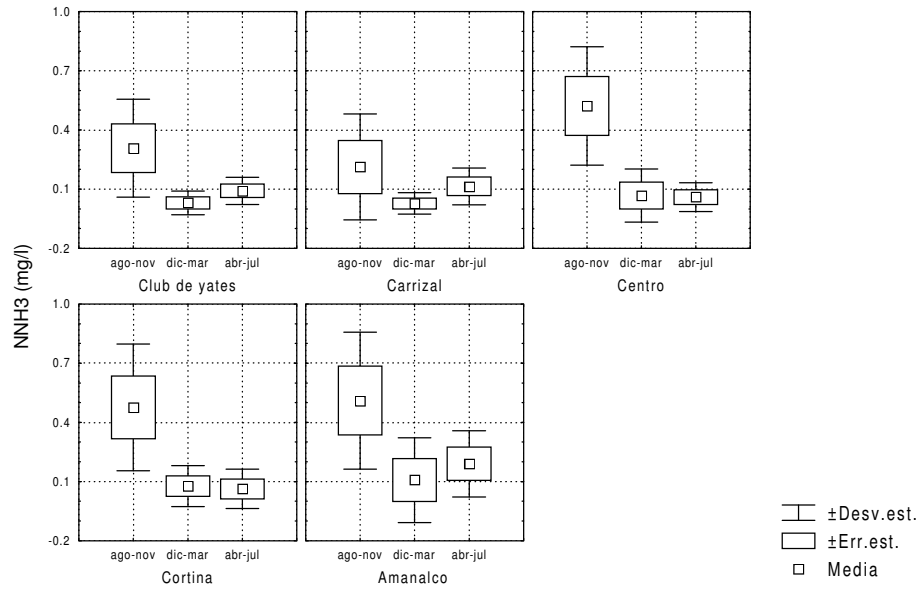 NNH3 (mg/l)
1.0
0.7
0.4
0.1
-0.2
ago-nov dic-mar abr-jul
Club de yates
ago-nov dic-mar abr-jul
Carrizal
ago-nov dic-mar abr-jul
Centro
1.0
0.7
0.4
0.1
-0.2
ago-nov dic-mar abr-jul
Cortina
ago-nov dic-mar abr-jul
Amanalco
±Desv.est.
±Err.est.
Media